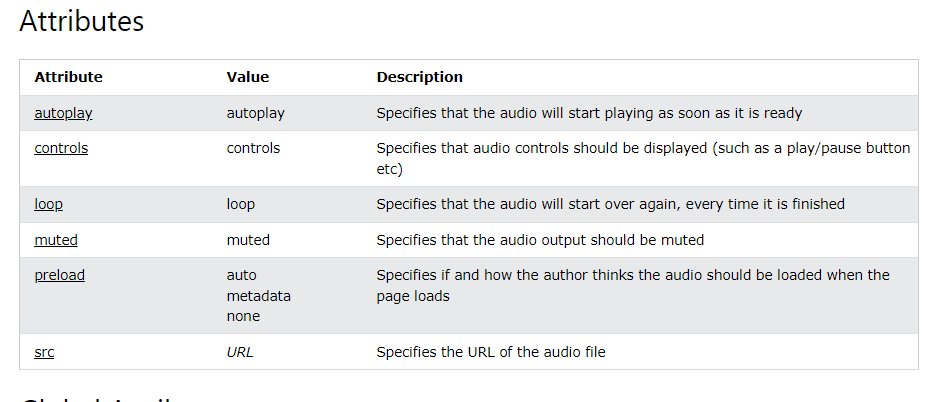 Attributes
Attribute Value Description
autoplay autoplay Specifies that the audio will start playing as soon as it is ready
controls controls Specifies that audio controls should be displayed (such as a play/pause button
etc)
loop loop Specifies that the audio will start over again, every time it is finished
muted muted Specifies that the audio output should be muted
preload auto Specifies if and how the author thinks the audio should be loaded when the
metadata page loads
none
src URL Specifies the URL of the audio file